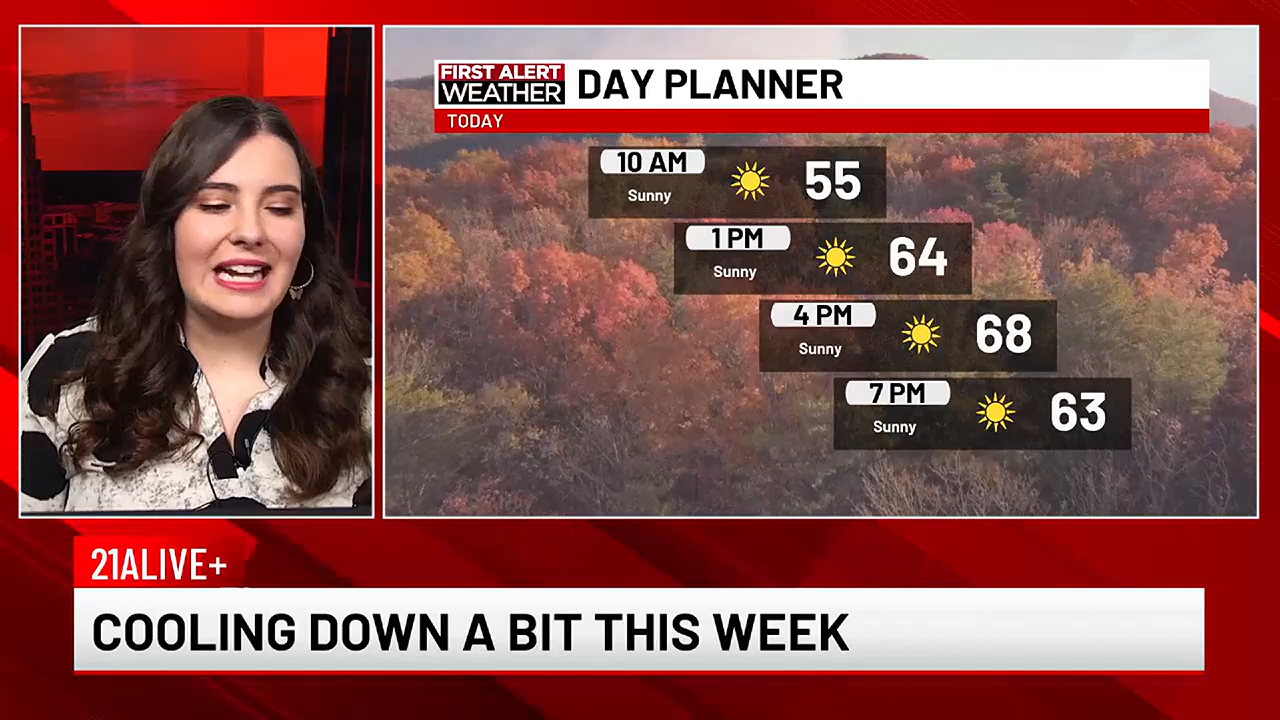 FIRST ALERT
WEATHER
DAY PLANNER
TODAY
10 AM
Sunny
55
1 PM
Sunny
64
4 PM
Sunny
68
7 PM
Sunny
63
21ALIVE+
COOLING DOWN A BIT THIS WEEK